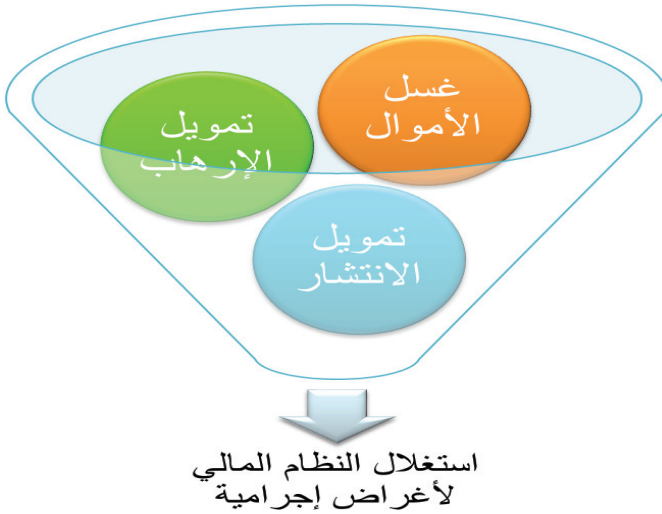 غسل
الأموال
تمويل
الإرهاب
تمويل
الانتشار
استغلال النظام المالي
لأغراض إجرامية